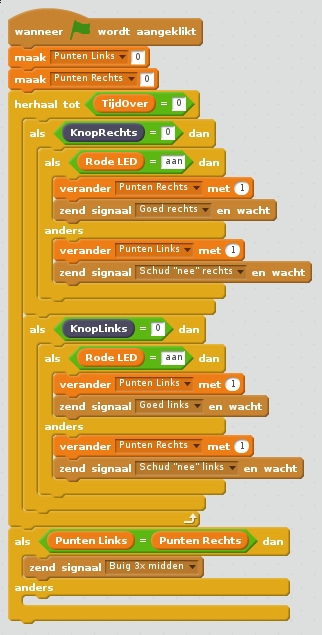 wanneer wordt aangeklikt
maak Punten Links 0
maak Punten Rechts 0
herhaal tot TijdOver = 0
als KnopRechts = 0 dan
als Rode LED = aan dan
verander Punten Rechts met 1
zend signaal Goed rechts en wacht
anders
verander Punten Links met 1
zend signaal Schud "nee" rechts en wacht
als KnopLinks = 0 dan
als Rode LED = aan dan
verander Punten Links met 1
zend signaal Goed links en wacht
anders
verander Punten Rechts met 1
zend signaal Schud "nee" links en wacht
als Punten Links = Punten Rechts dan
zend signaal Buig 3x midden
anders